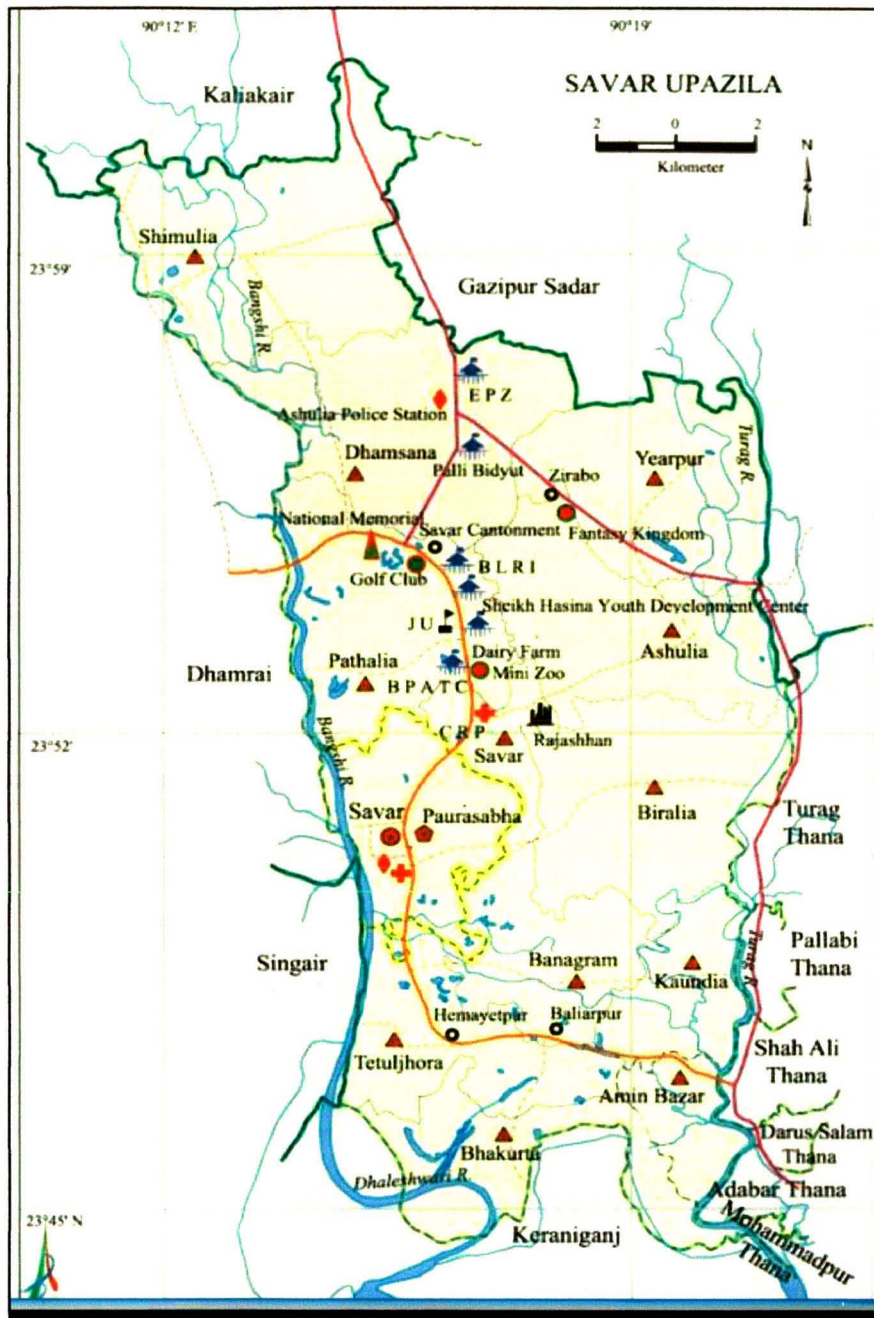 90°12′ E
90°19′
SAVAR UPAZILA
Kaliakair
2 0 2
Kilometer
N
Shimulia
23°59′
Bangshi R.
Gazipur Sadar
EPZ
Ashulia Police Station
Turag R.
Palli Bidyut
Dhamsana
Zirabo
Yearpur
National Memorial
Savar Cantonment
Fantasy Kingdom
Golf Club
BLRI
Sheikh Hasina Youth Development Center
JU
Ashulia
Dairy Farm
Dhamrai
Pathalia
Mini Zoo
BPATC
Bangshi R.
CRP
23°52′
Savar
Rajashhan
Savar
Paurasabha
Biralia
Turag
Thana
Turag R.
Pallabi
Thana
Singair
Banagram
Kaundia
Hemayetpur
Baliarpur
Shah Ali
Thana
Tetuljhora
Amin Bazar
Darus Salam
Thana
Bhakurta
Dhaleshwari R.
Adabar Thana
23°45′ N
Keraniganj
Mohammadpur
Thana